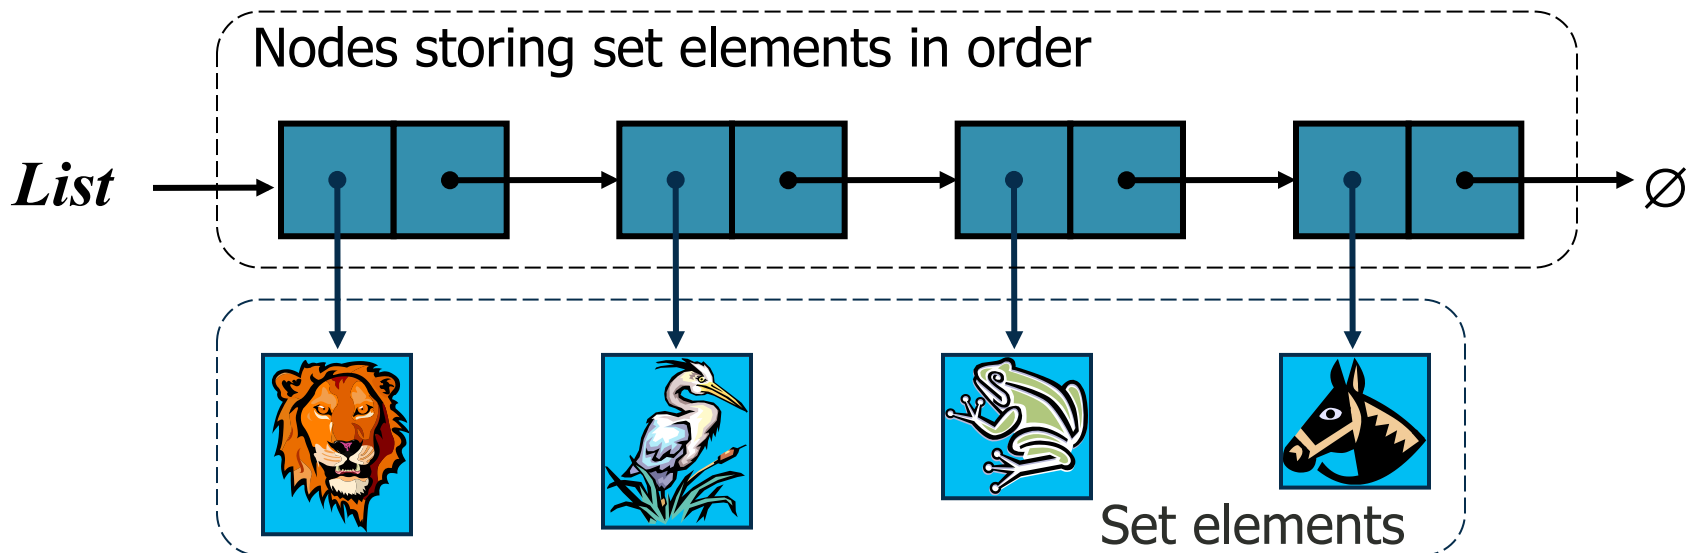 Nodes storing set elements in order
List
∅
Set elements